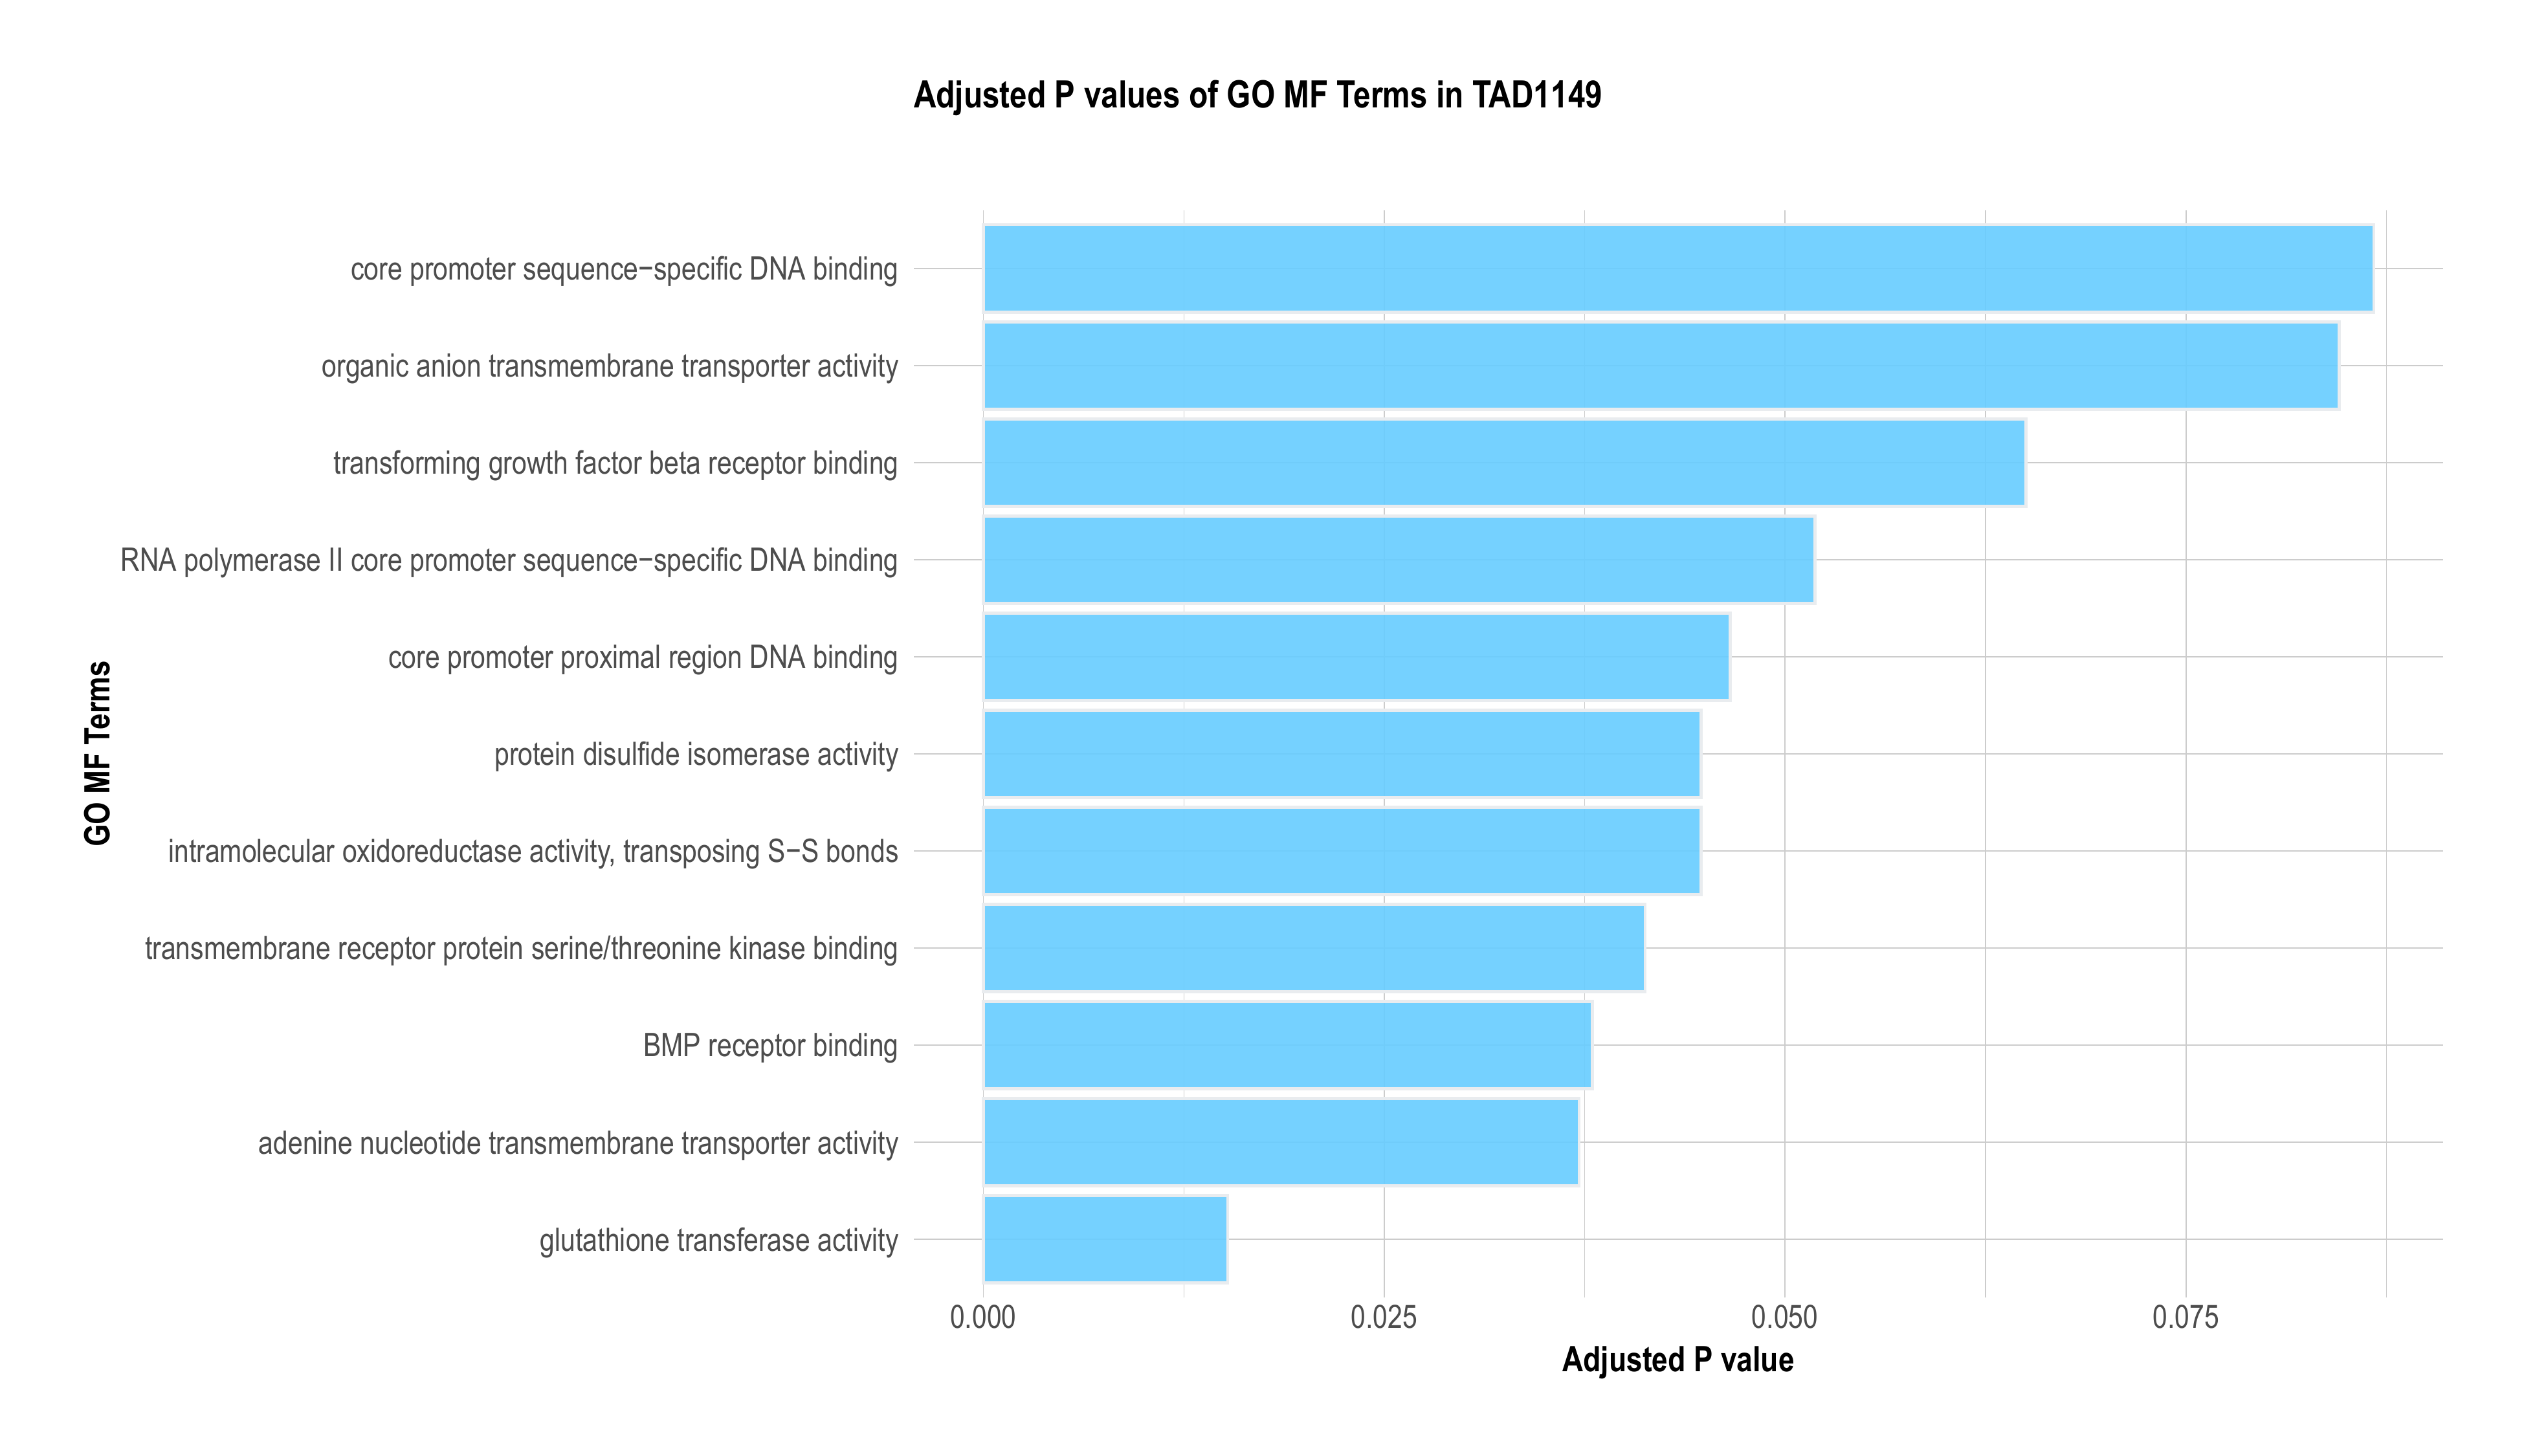 Adjusted P values of GO MF Terms in TAD1149
core promoter sequence−specific DNA binding
organic anion transmembrane transporter activity
transforming growth factor beta receptor binding
RNA polymerase II core promoter sequence−specific DNA binding
core promoter proximal region DNA binding
protein disulfide isomerase activity
intramolecular oxidoreductase activity, transposing S−S bonds
transmembrane receptor protein serine/threonine kinase binding
BMP receptor binding
adenine nucleotide transmembrane transporter activity
glutathione transferase activity
GO MF Terms
0.000 0.025 0.050 0.075
Adjusted P value